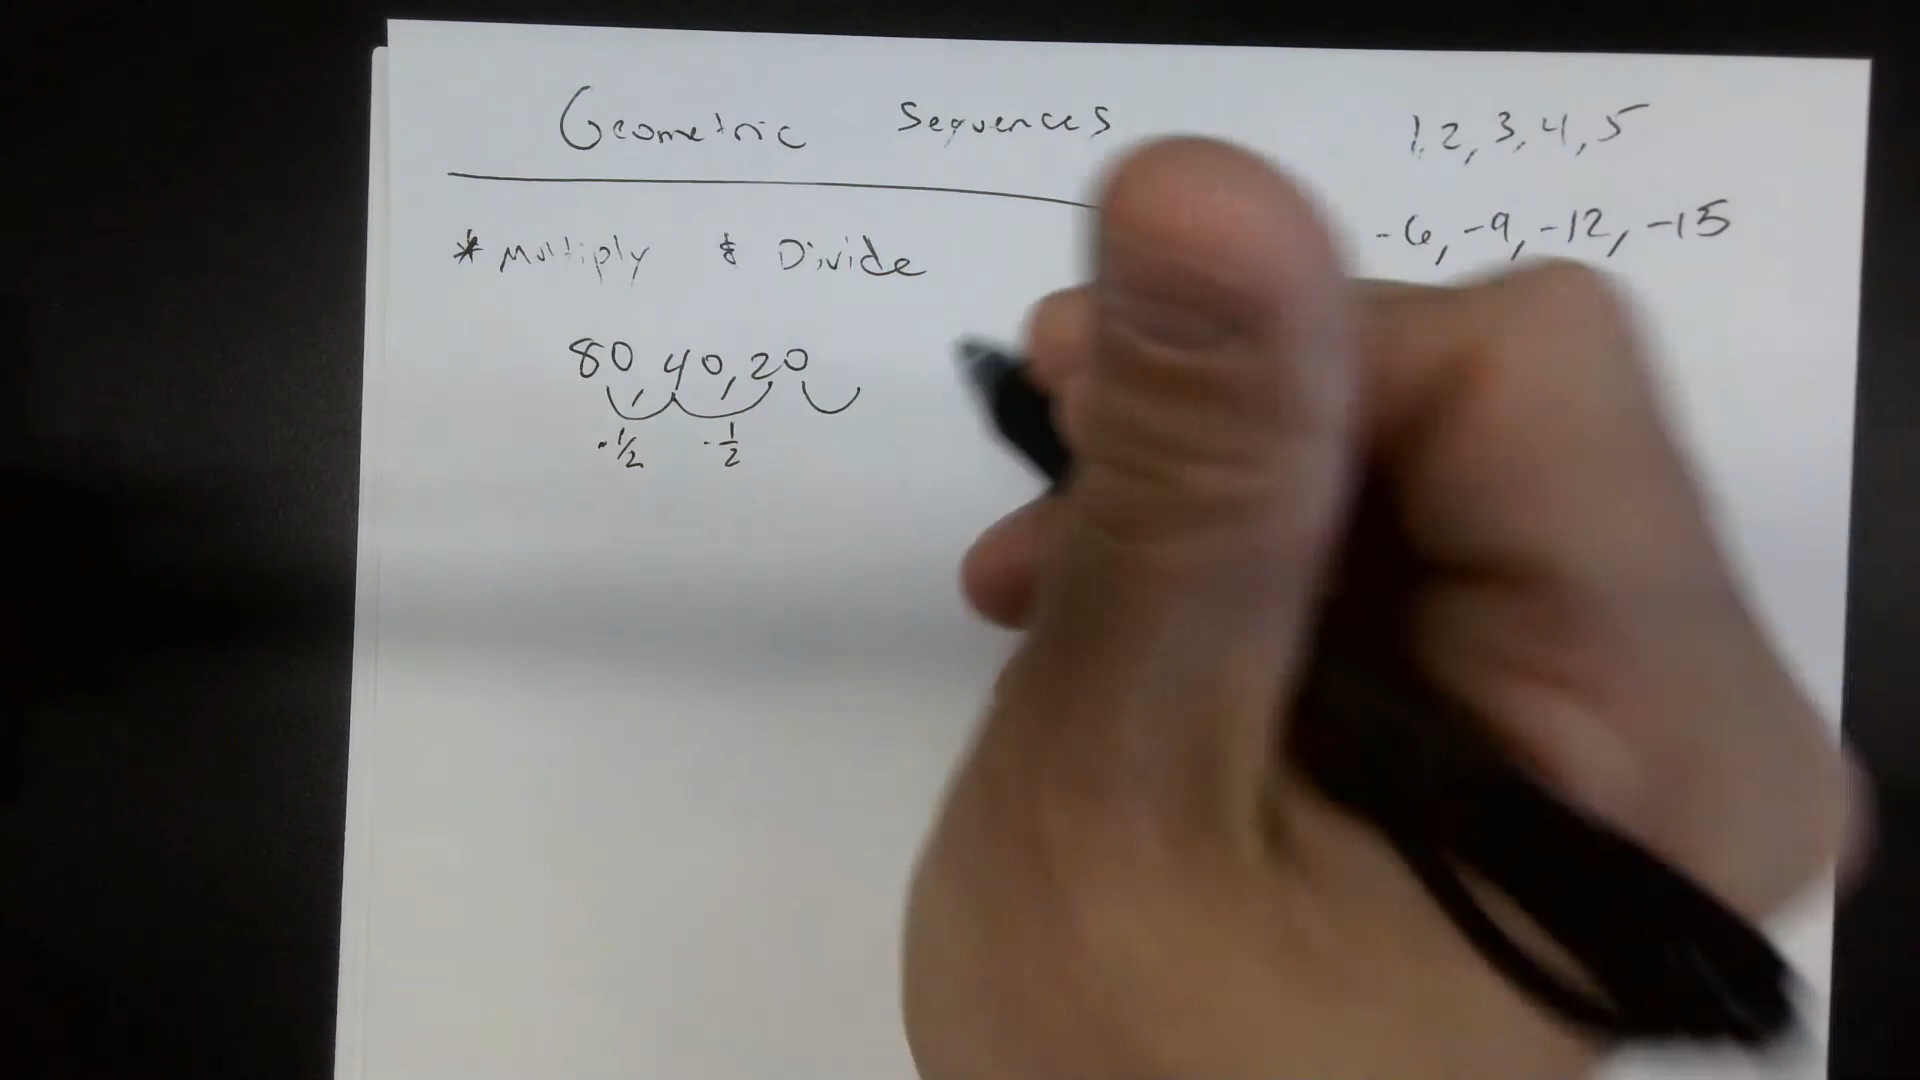 Geometric Sequences
1, 2, 3, 4, 5
-6, -9, -12, -15
* Multiply & Divide
80, 40, 20
·1/2 ·1/2